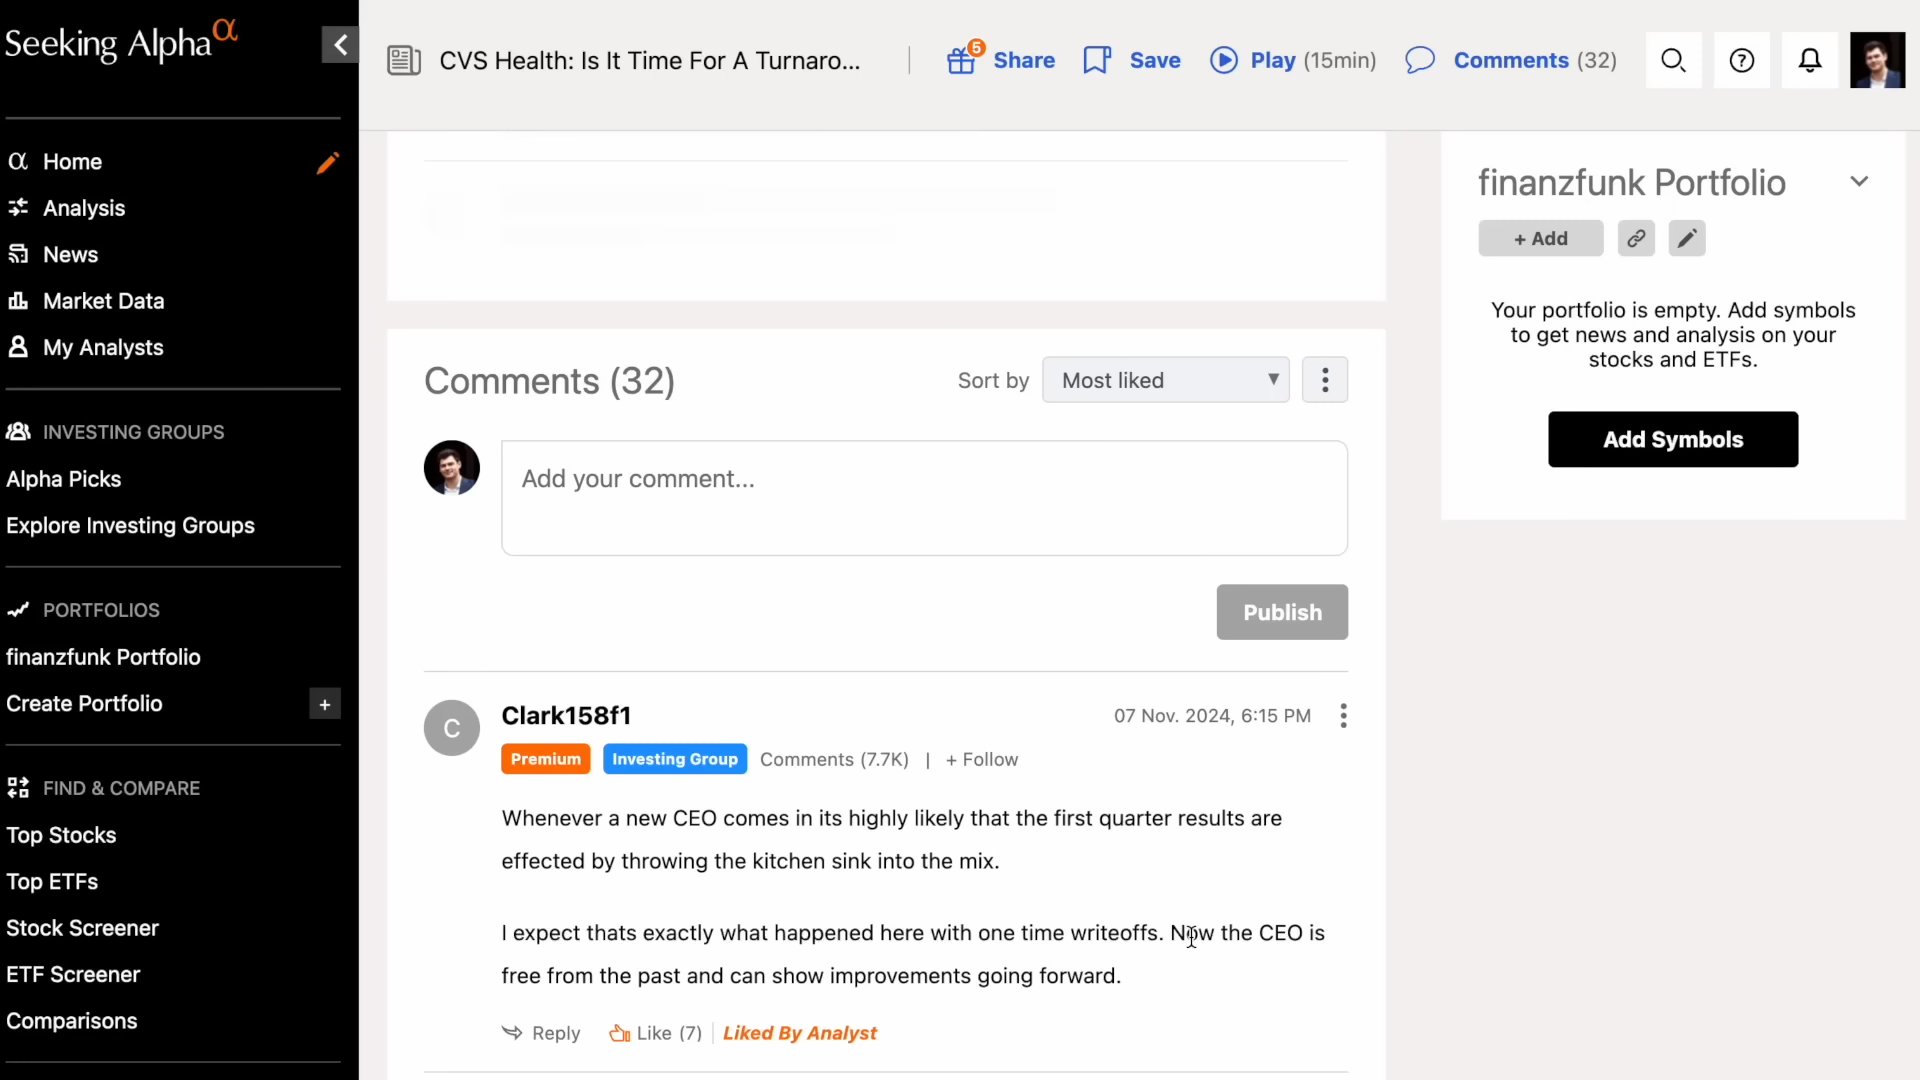 Seeking Alpha α
CVS Health: Is It Time For A Turnaro...
5
Share
Save
Play (15min)
Comments (32)
Home
Analysis
News
Market Data
My Analysts
INVESTING GROUPS
Alpha Picks
Explore Investing Groups
PORTFOLIOS
finanzfunk Portfolio
Create Portfolio
+
FIND & COMPARE
Top Stocks
Top ETFs
Stock Screener
ETF Screener
Comparisons
Comments (32)
Sort by
Most liked
Add your comment...
Publish
C
Clark158f1
07 Nov. 2024, 6:15 PM
Premium
Investing Group
Comments (7.7K) | + Follow
Whenever a new CEO comes in its highly likely that the first quarter results are
effected by throwing the kitchen sink into the mix.
I expect thats exactly what happened here with one time writeoffs. Now the CEO is
free from the past and can show improvements going forward.
Reply
Like (7)
Liked By Analyst
finanzfunk Portfolio
+ Add
Your portfolio is empty. Add symbols
to get news and analysis on your
stocks and ETFs.
Add Symbols